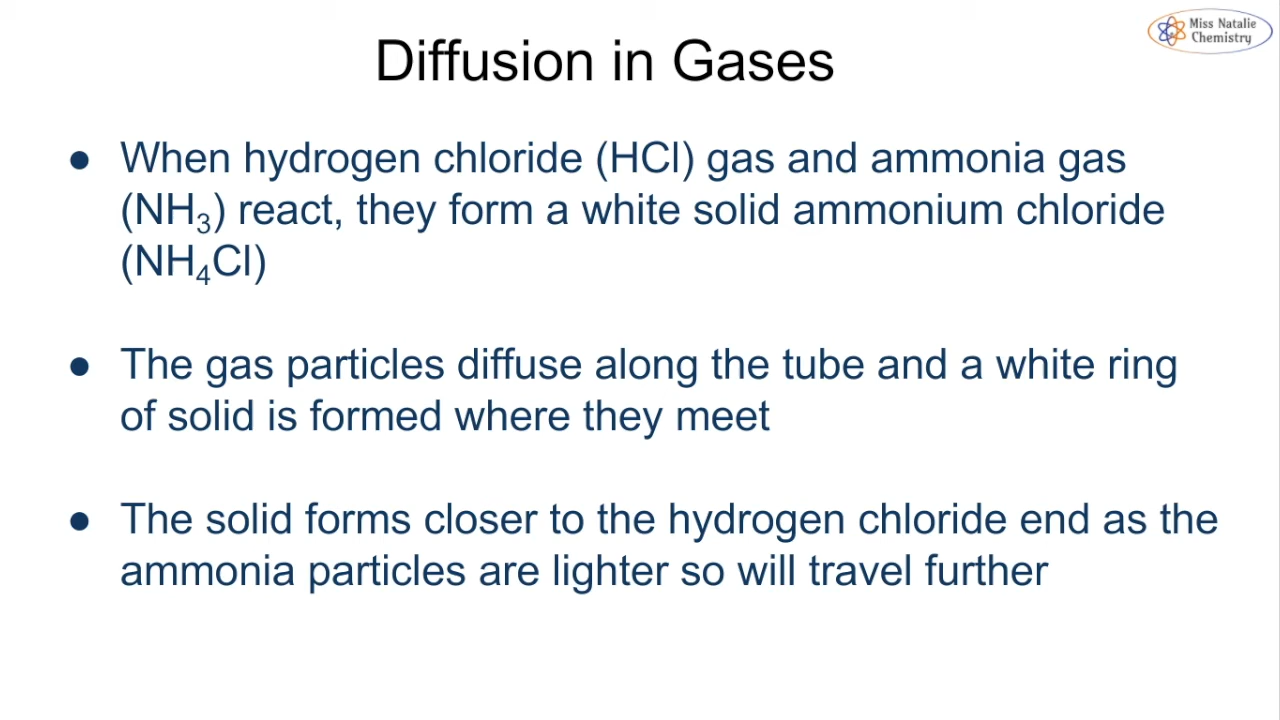 Miss Natalie
Chemistry
Diffusion in Gases
● When hydrogen chloride (HCl) gas and ammonia gas
(NH₃) react, they form a white solid ammonium chloride
(NH₄Cl)
● The gas particles diffuse along the tube and a white ring
of solid is formed where they meet
● The solid forms closer to the hydrogen chloride end as the
ammonia particles are lighter so will travel further